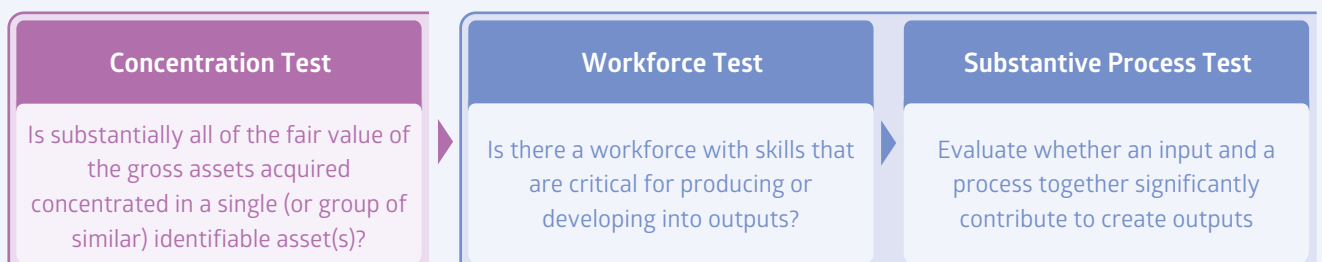 Concentration Test
Is substantially all of the fair value of
the gross assets acquired
concentrated in a single (or group of
similar) identifiable asset(s)?
Workforce Test
Is there a workforce with skills that
are critical for producing or
developing into outputs?
Substantive Process Test
Evaluate whether an input and a
process together significantly
contribute to create outputs